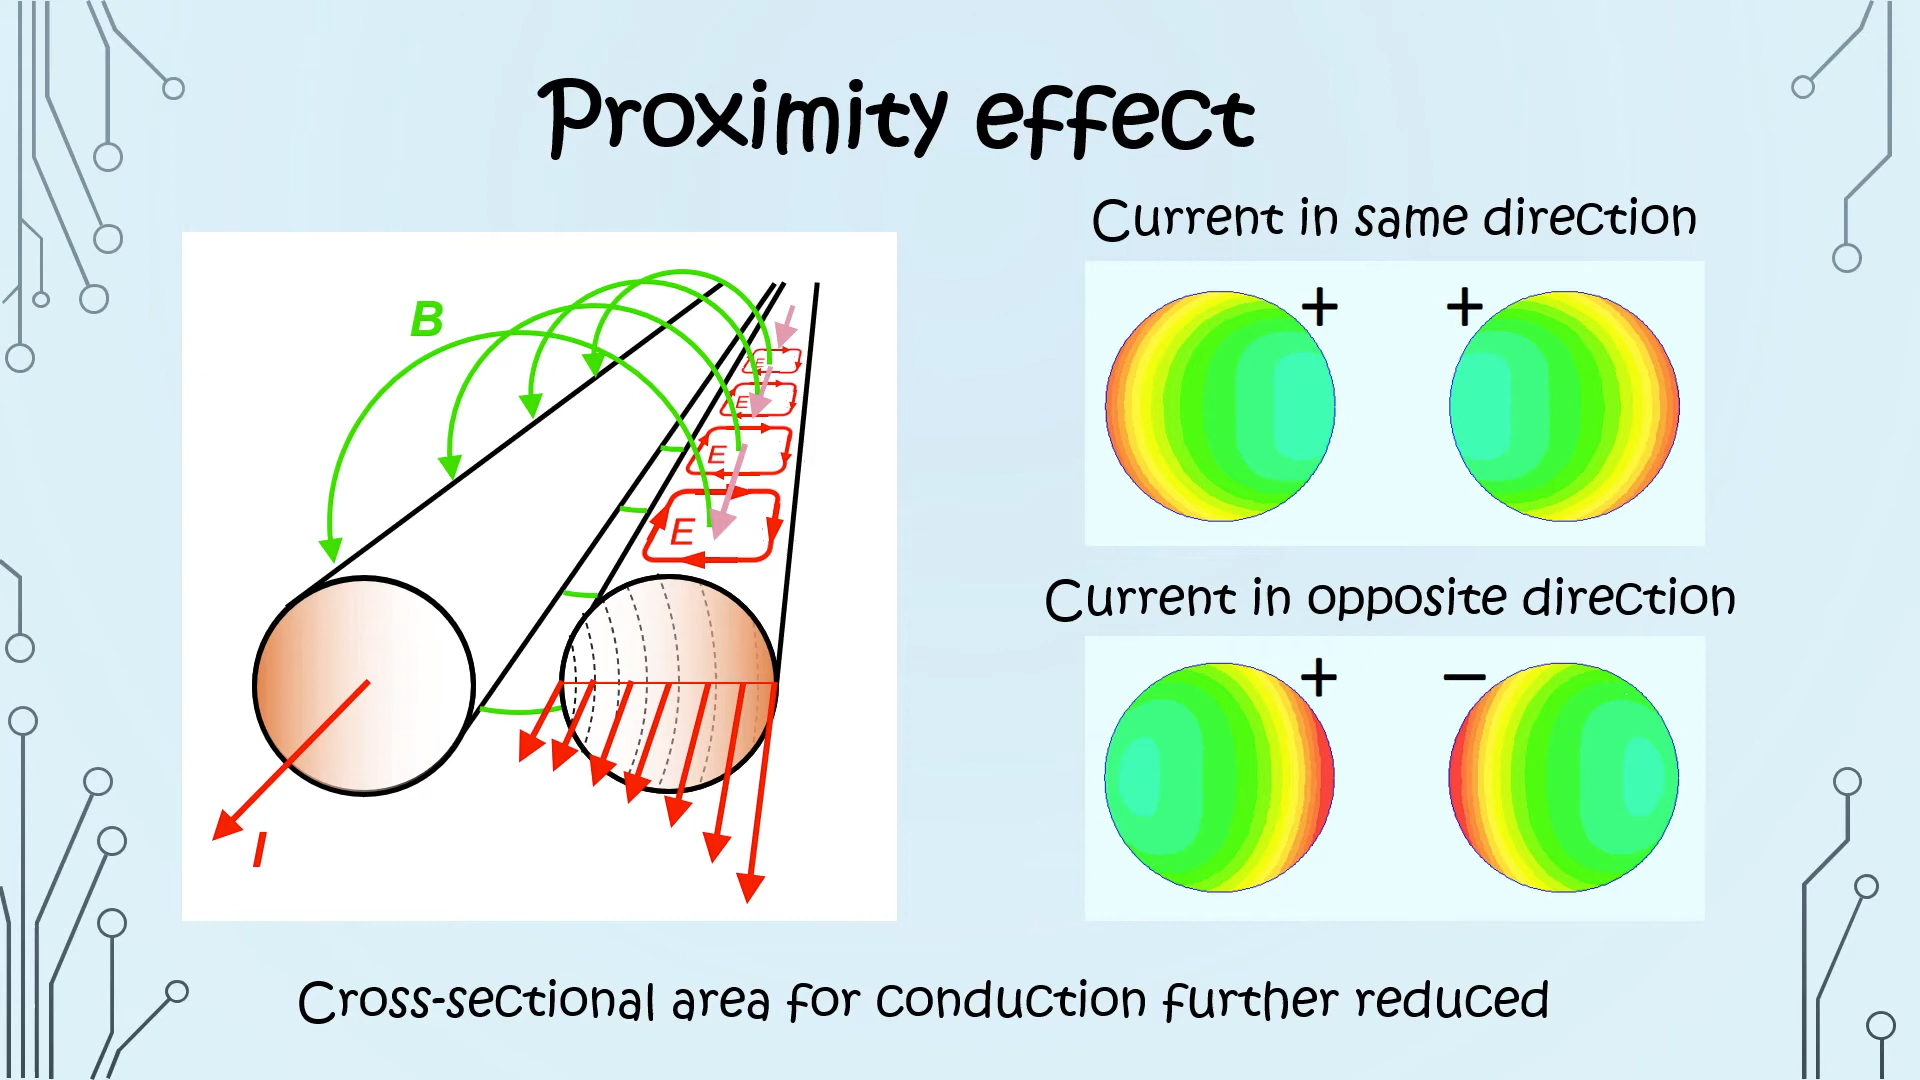 Proximity effect
Current in same direction
B
+ +
E
E
E
E
Current in opposite direction
+ −
I
Cross-sectional area for conduction further reduced